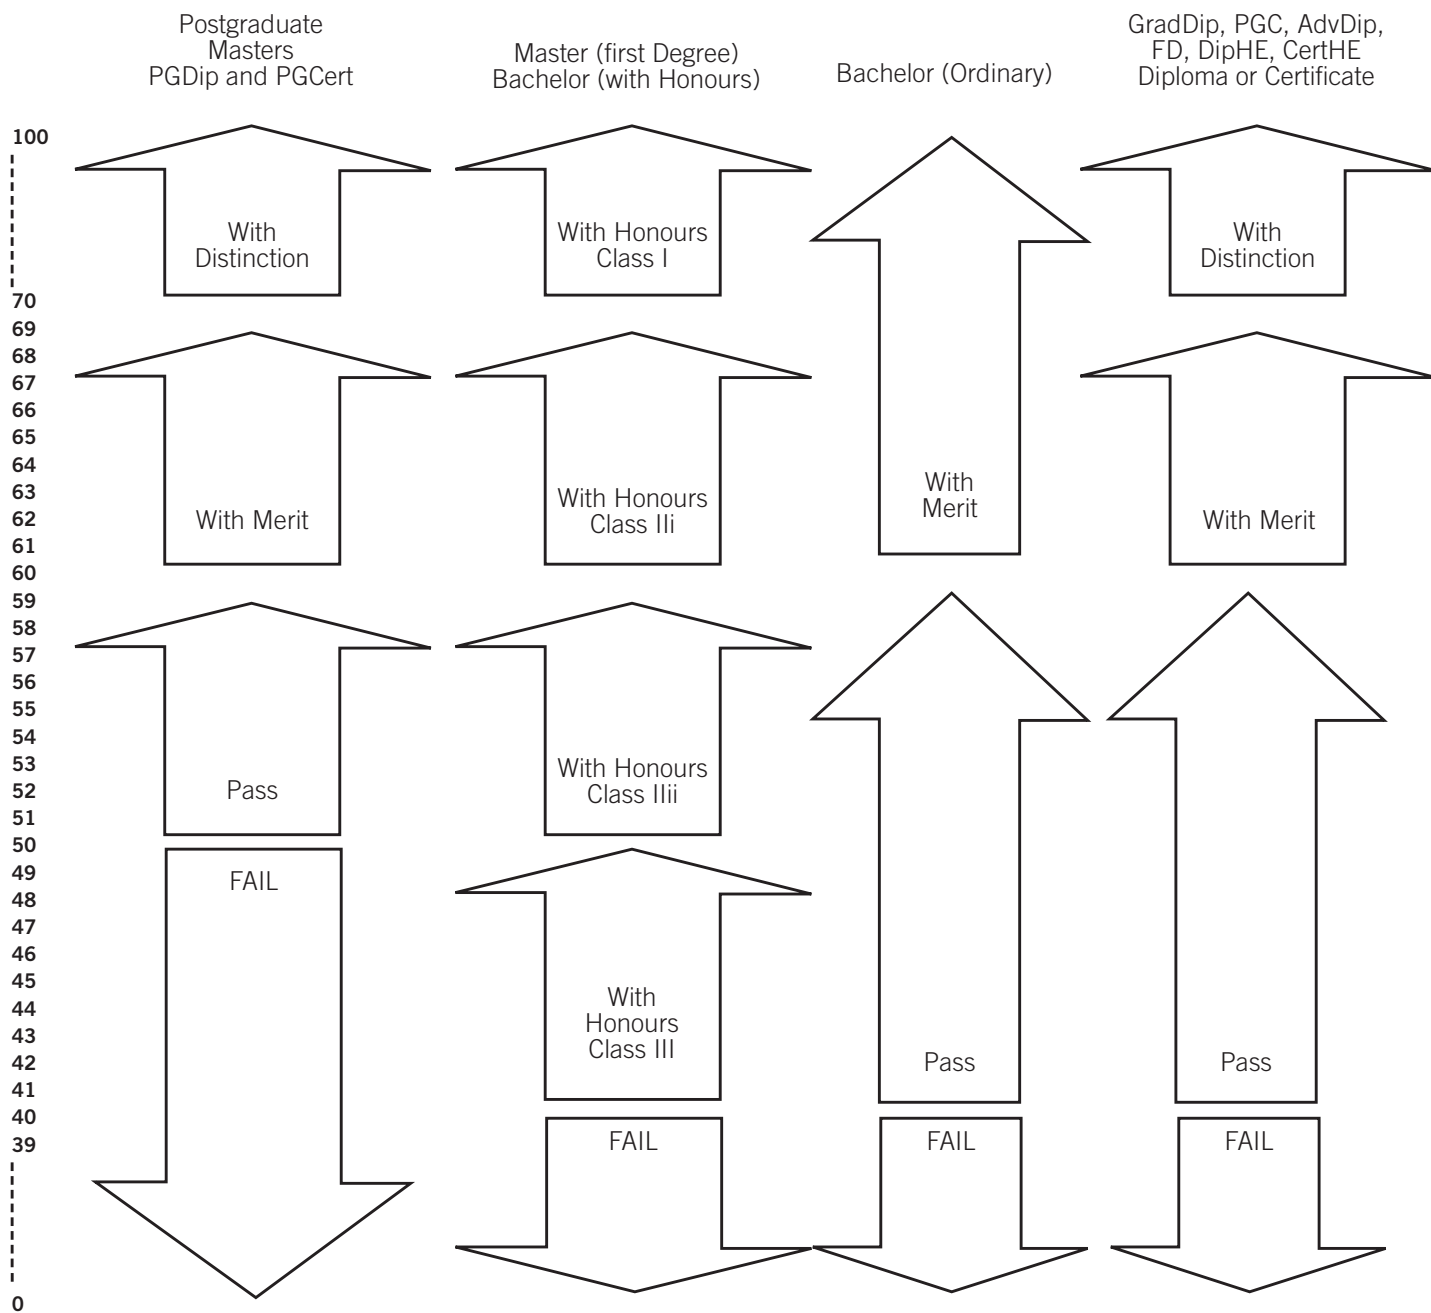 Postgraduate
Masters
PGDip and PGCert
Master (first Degree)
Bachelor (with Honours)
Bachelor (Ordinary)
GradDip, PGC, AdvDip,
FD, DipHE, CertHE
Diploma or Certificate
100
70
69
68
67
66
65
64
63
62
61
60
59
58
57
56
55
54
53
52
51
50
49
48
47
46
45
44
43
42
41
40
39
0
With
Distinction
With Merit
Pass
FAIL
With Honours
Class I
With Honours
Class IIi
With Honours
Class IIii
With
Honours
Class III
FAIL
With
Merit
Pass
FAIL
With
Distinction
With Merit
Pass
FAIL